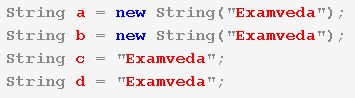 String a = new String("Examveda");
String b = new String("Examveda");
String c = "Examveda";
String d = "Examveda";